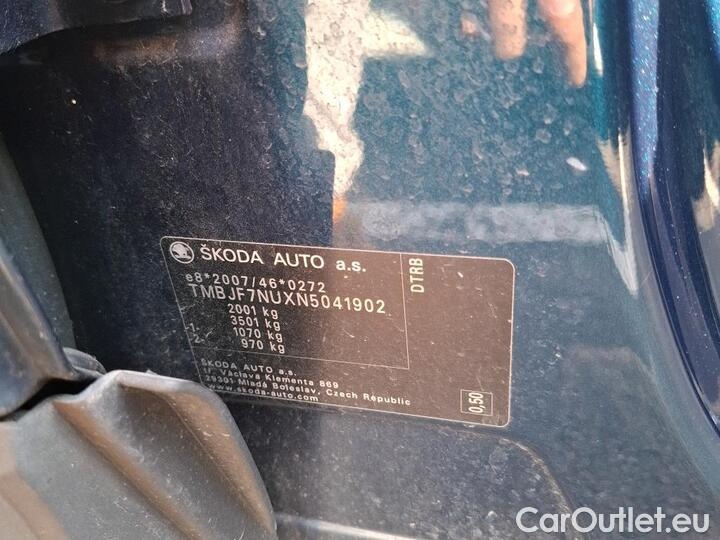 ŠKODA AUTO a.s.
e8*2007/46*0272
TMBJF7NUXN5041902
2001 kg
3501 kg
1- 1070 kg
2- 970 kg
ŠKODA AUTO a.s.
tř. Václava Klementa 869
29301 Mladá Boleslav, Czech Republic
www.skoda-auto.com
DTRB
0,50
CarOutlet.eu